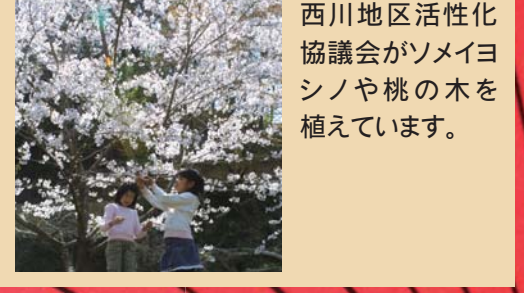 西川地区活性化
協議会がソメイヨ
シノや桃の木を
植えています。